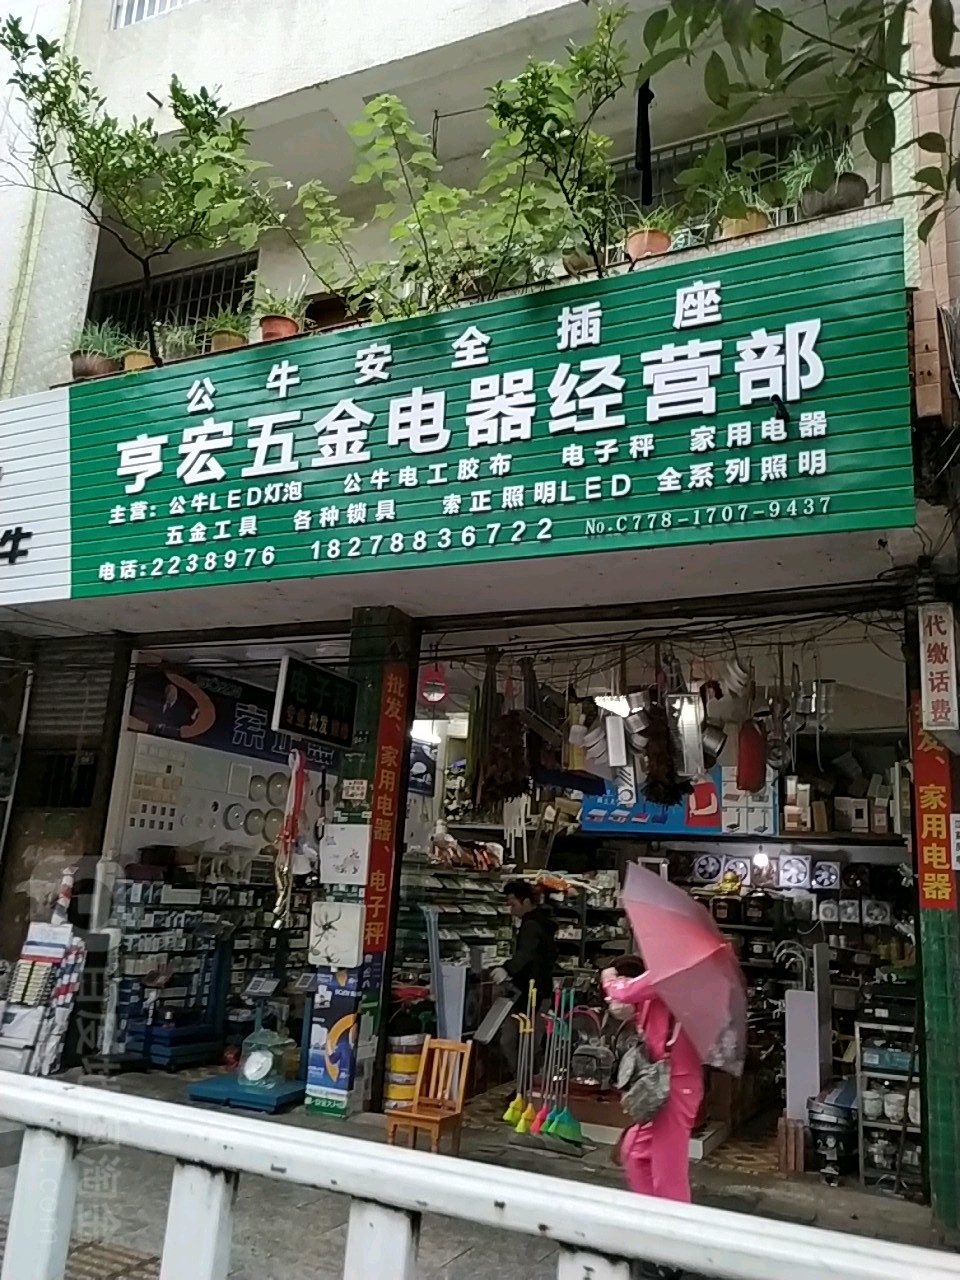 公牛安全插座
亨宏五金电器经营部
主营:公牛LED灯泡 公牛电工胶布 电子秤 家用电器
五金工具 各种锁具 索正照明LED 全系列照明
电话:2238976 18278836722 No.C778-1707-9437
牛
代缴话费
专业批发
批发、家用电器、电子秤
家用电器